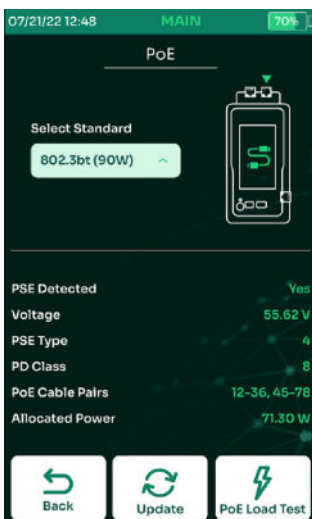 07/21/22 12:48 MAIN 70%
PoE
Select Standard
802.3bt (90W)
PSE Detected Yes
Voltage 55.62 V
PSE Type 4
PD Class 8
PoE Cable Pairs 12-36, 45-78
Allocated Power 71.30 W
Back Update PoE Load Test